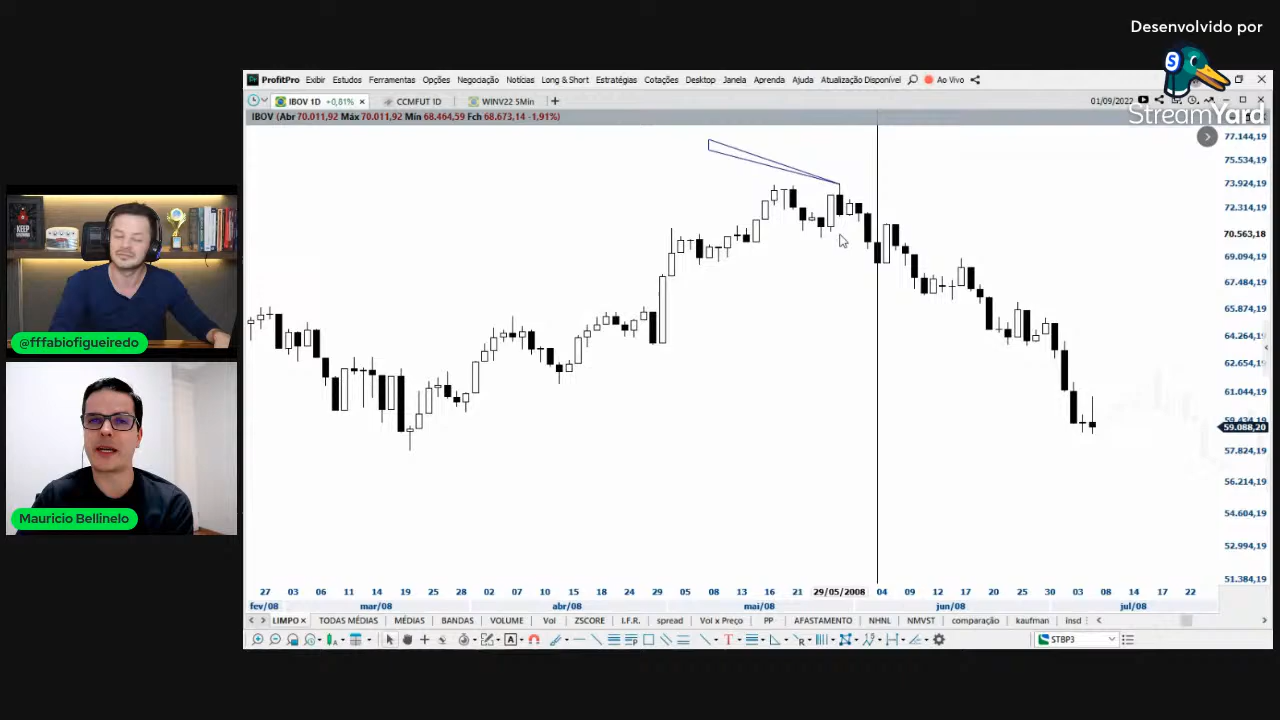 Desenvolvido por
StreamYard
ProfitPro Exibir Estudos Ferramentas Opções Negociação Notícias Long & Short Estratégias Cotações Desktop Janela Aprenda Ajuda Atualização Disponível Ao Vivo
IBOV 1D +0,81% CCMFUT 1D WINV22 5Min 01/09/2022
IBOV (Abr 70.011,92 Máx 70.011,92 Mín 68.464,59 Fch 68.673,14 -1,91%)
77.144,19
75.534,19
73.924,19
72.314,19
70.563,18
69.094,19
67.484,19
65.874,19
64.264,19
62.654,19
61.044,19
59.088,20
57.824,19
56.214,19
54.604,19
52.994,19
51.384,19
KEEP
@fffabiofigueiredo
Mauricio Bellinelo
27 03 06 11 14 19 25 28 02 07 10 15 18 24 29 02 08 13 16 21 29/05/2008 04 09 12 17 20 25 30 03 08 14 17 22
fev/08 mar/08 abr/08 mai/08 jun/08 jul/08
LIMPO TODAS MÉDIAS MÉDIAS BANDAS VOLUME Vol ZSCORE I.F.R. spread Vol x Preço PP AFASTAMENTO NHNL NMVST comparação kaufman insd
STBP3